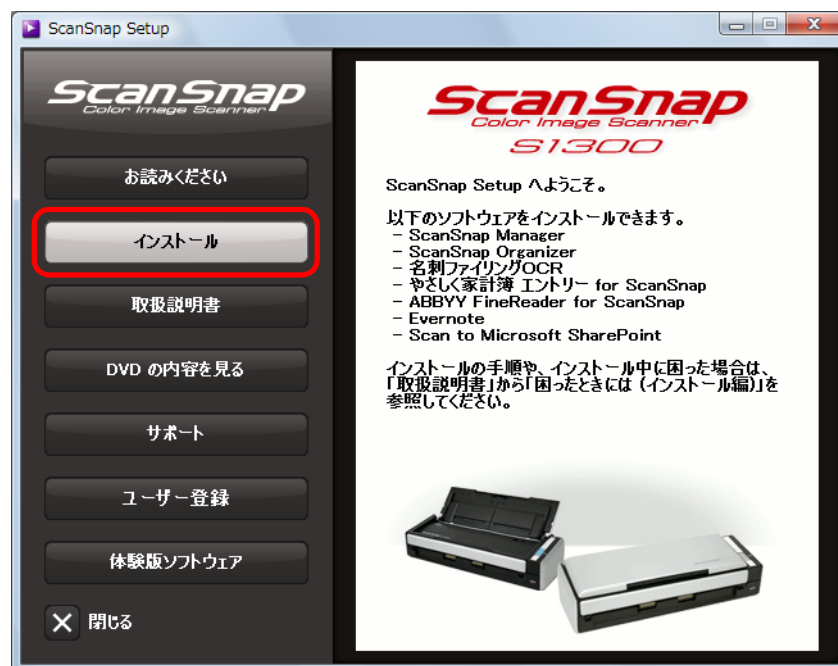 ScanSnap Setup
ScanSnap
Color Image Scanner
お読みください
インストール
取扱説明書
DVD の内容を見る
サポート
ユーザー登録
体験版ソフトウェア
閉じる
ScanSnap
Color Image Scanner
S1300
ScanSnap Setup へようこそ。
以下のソフトウェアをインストールできます。
- ScanSnap Manager
- ScanSnap Organizer
- 名刺ファイリングOCR
- やさしく家計簿 エントリー for ScanSnap
- ABBYY FineReader for ScanSnap
- Evernote
- Scan to Microsoft SharePoint
インストールの手順や、インストール中に困った場合は、
「取扱説明書」から「困ったときには (インストール編)」を
参照してください。